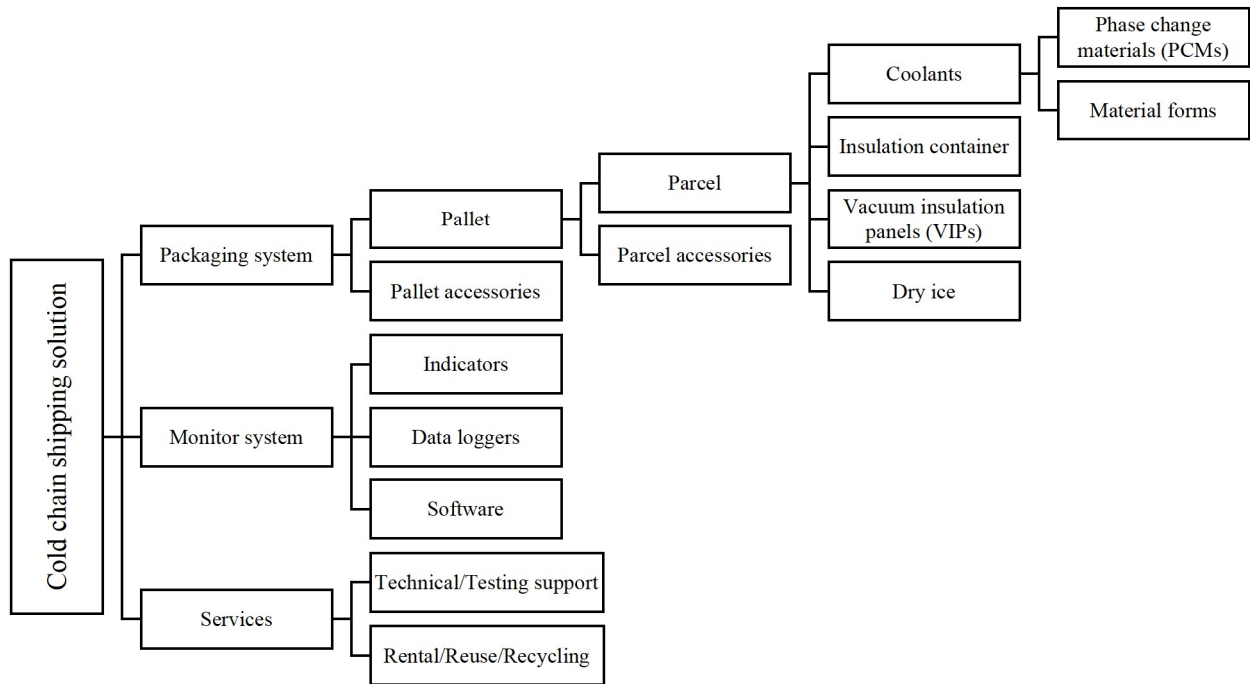 Cold chain shipping solution
Packaging system
Monitor system
Services
Pallet
Pallet accessories
Indicators
Data loggers
Software
Technical/Testing support
Rental/Reuse/Recycling
Parcel
Parcel accessories
Coolants
Insulation container
Vacuum insulation
panels (VIPs)
Dry ice
Phase change
materials (PCMs)
Material forms